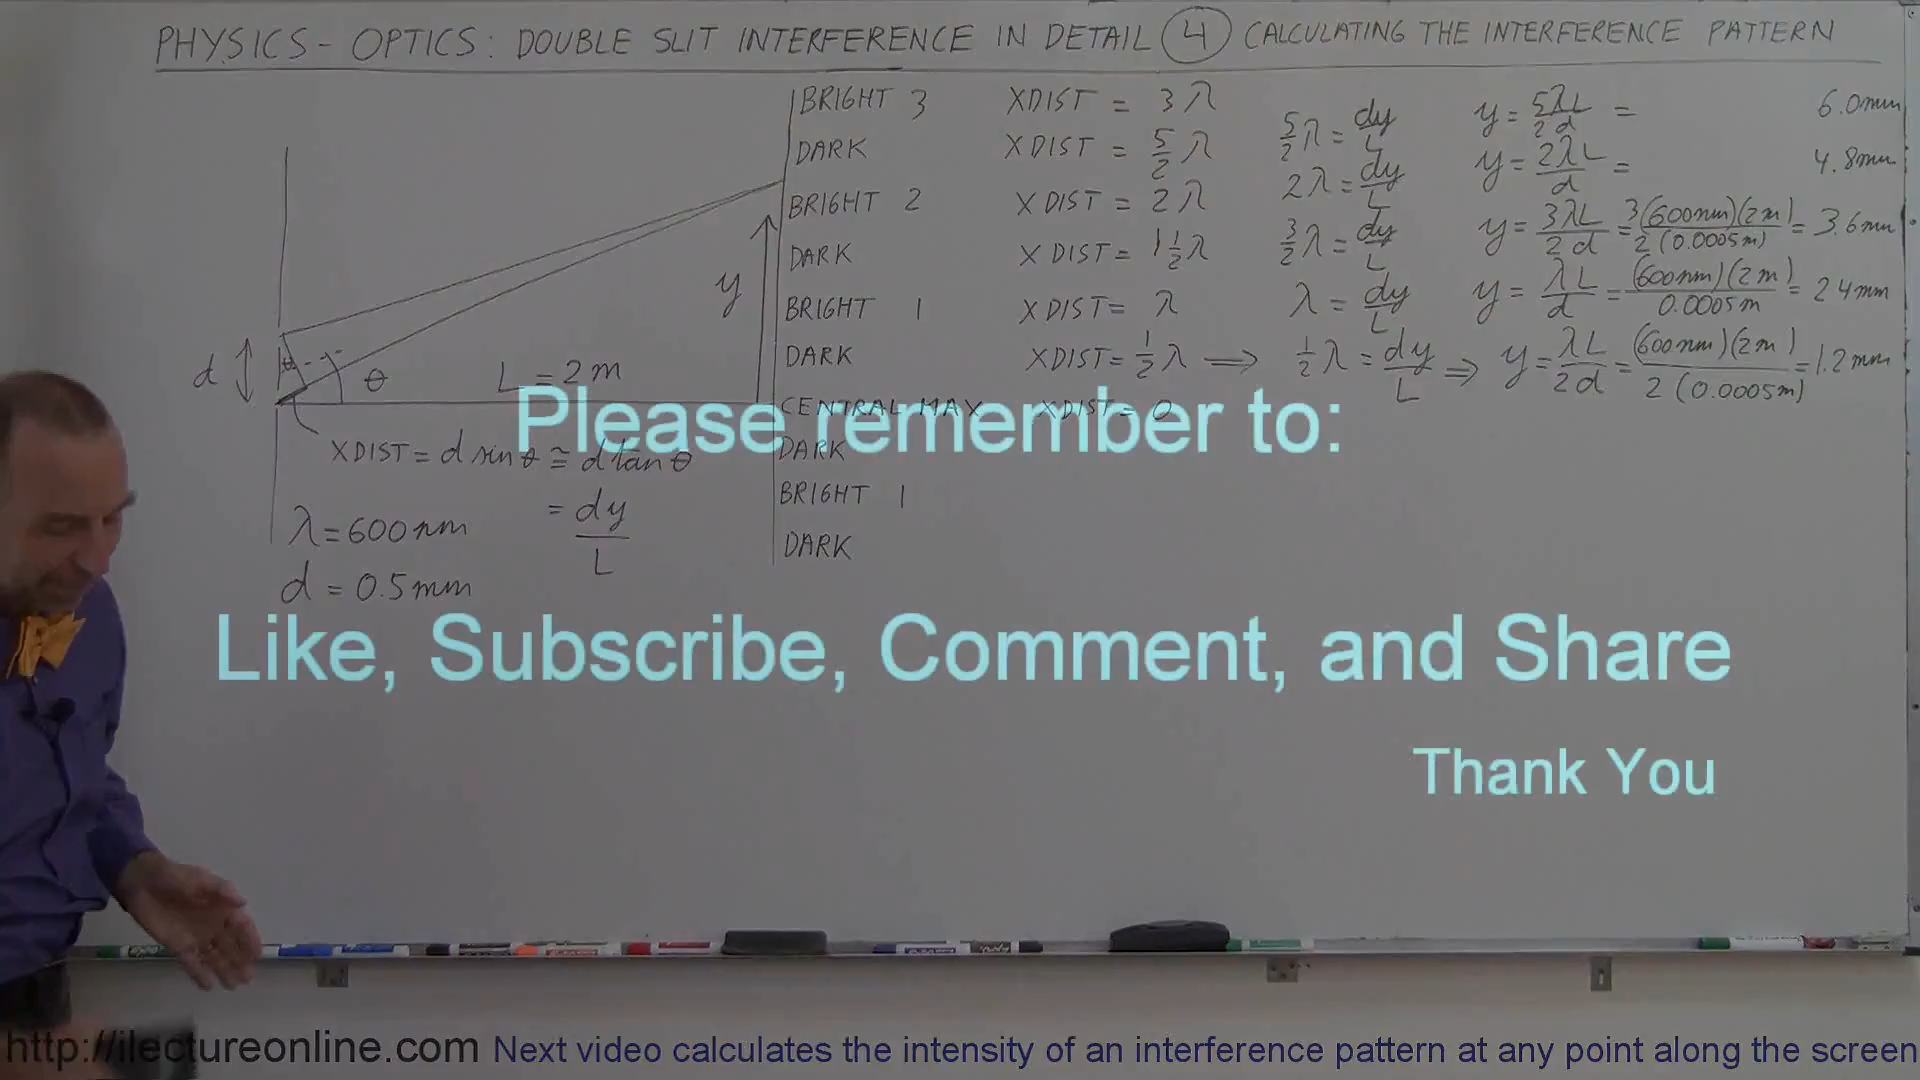 PHYSICS - OPTICS: DOUBLE SLIT INTERFERENCE IN DETAIL 4 CALCULATING THE INTERFERENCE PATTERN
BRIGHT 3 XDIST = 3λ
DARK XDIST = 5/2 λ 5/2 λ = dy/L y = 5λL/2d = 6.0mm
BRIGHT 2 XDIST = 2λ 2λ = dy/L y = 2λL/d = 4.8mm
DARK XDIST = 1 1/2 λ 3/2 λ = dy/L y = 3λL/2d = 3(600nm)(2m)/2(0.0005m) = 3.6mm
BRIGHT 1 XDIST = λ λ = dy/L y = λL/d = (600nm)(2m)/0.0005m = 2.4mm
DARK XDIST = 1/2 λ ⟹ 1/2 λ = dy/L ⟹ y = λL/2d = (600nm)(2m)/2(0.0005m) = 1.2mm
CENTRAL MAX XDIST = 0
DARK
BRIGHT 1
DARK
y
d
θ
θ
L = 2m
XDIST = d sin θ ≅ d tan θ
= dy/L
λ = 600nm
d = 0.5mm
Please remember to:
Like, Subscribe, Comment, and Share
Thank You
http://ilectureonline.com Next video calculates the intensity of an interference pattern at any point along the screen